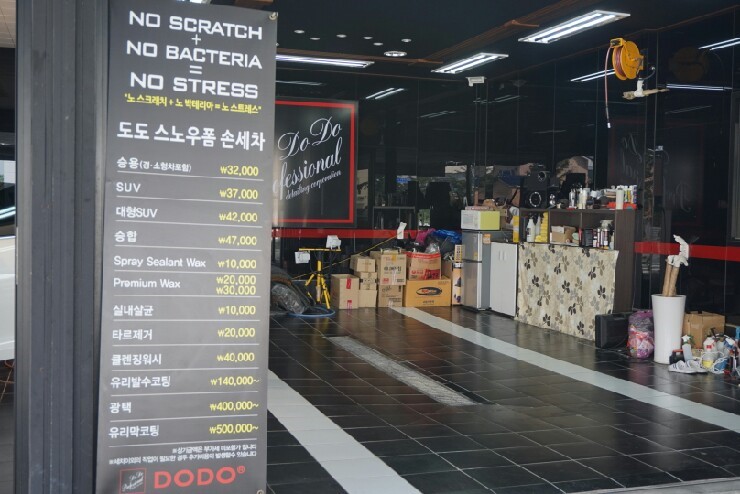 NO SCRATCH
+
NO BACTERIA
=
NO STRESS
"노스크래치 + 노 박테리아 = 노 스트레스"
도도 스노우폼 손세차
승용(경·소형차포함) ₩32,000
SUV ₩37,000
대형SUV ₩42,000
승합 ₩47,000
Spray Sealant Wax ₩10,000
Premium Wax ₩20,000
₩30,000
실내살균 ₩10,000
타르제거 ₩20,000
클렌징워시 ₩40,000
유리발수코팅 ₩140,000~
광택 ₩400,000~
유리막코팅 ₩500,000~
DODO®
Do Do
ofessional
detailing corporation